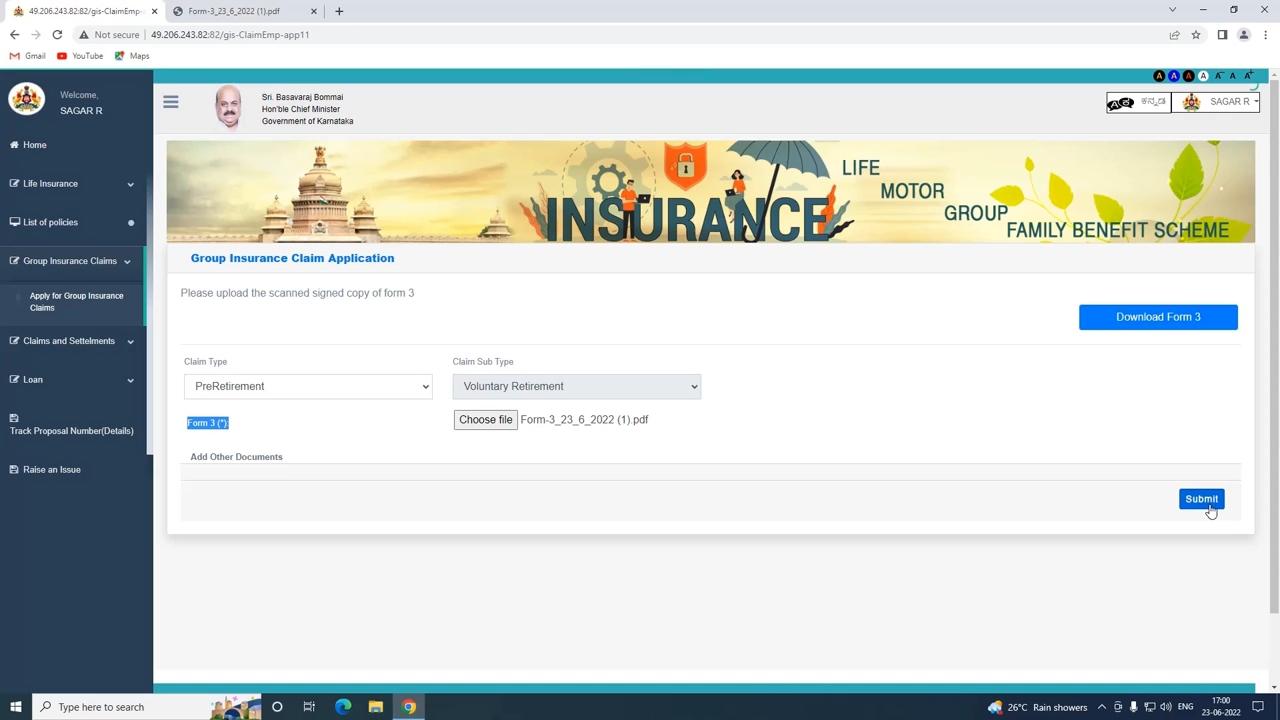 49.206.243.82:82/gis-ClaimEmp-
Form-3_23_6_2022 (1).pdf
Not secure
49.206.243.82:82/gis-ClaimEmp-app11
Gmail
YouTube
Maps
Welcome,
SAGAR R
Sri. Basavaraj Bommai
Hon'ble Chief Minister
Government of Karnataka
A A A A A- A A+
ಕನ್ನಡ
SAGAR R
Home
Life Insurance
List of policies
Group Insurance Claims
Apply for Group Insurance
Claims
Claims and Settelments
Loan
Track Proposal Number(Details)
Raise an Issue
INSURANCE
LIFE
MOTOR
GROUP
FAMILY BENEFIT SCHEME
Group Insurance Claim Application
Please upload the scanned signed copy of form 3
Download Form 3
Claim Type
Claim Sub Type
PreRetirement
Voluntary Retirement
Form 3 (*):
Choose file Form-3_23_6_2022 (1).pdf
Add Other Documents
Submit
Type here to search
26°C Rain showers
ENG
17:00
23-06-2022